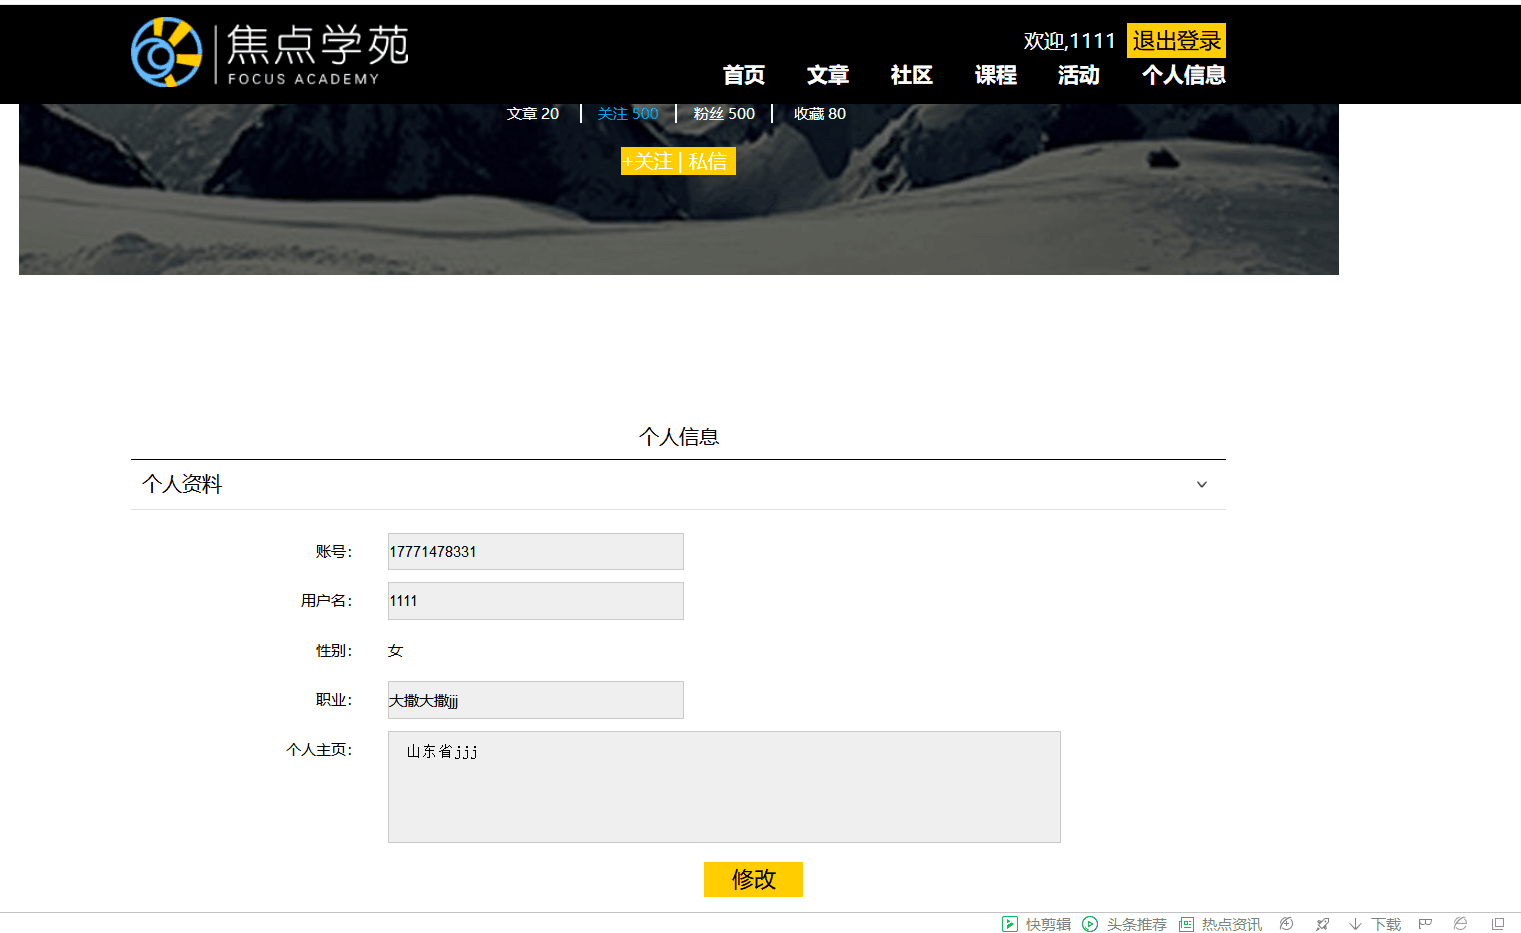 焦点学苑
FOCUS ACADEMY
欢迎,1111 退出登录
首页 文章 社区 课程 活动 个人信息
文章 20 关注 500 粉丝 500 收藏 80
+关注 | 私信
个人信息
个人资料
账号： 17771478331
用户名： 1111
性别： 女
职业： 大撒大撒jjj
个人主页： 山东省jjj
修改
快剪辑 头条推荐 热点资讯 下载